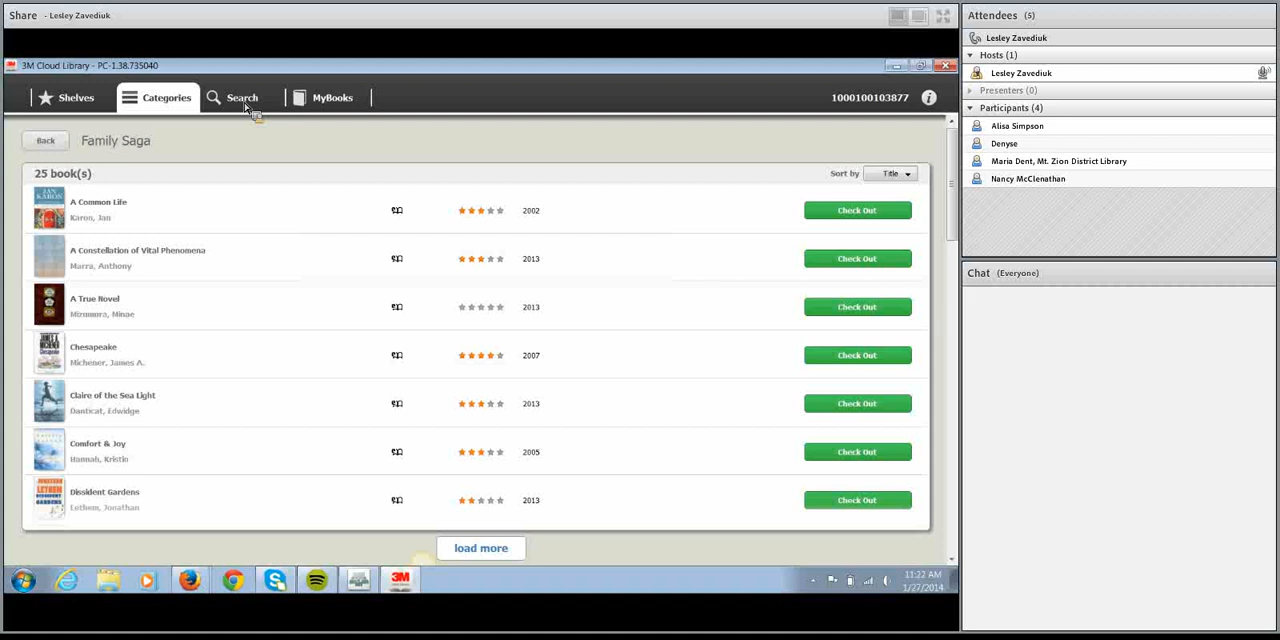 Share - Lesley Zavediuk
3M Cloud Library - PC-1.38.735040
Shelves
Categories
Search
MyBooks
1000100103877
Back
Family Saga
25 book(s)
Sort by
Title
A Common Life
Karon, Jan
2002
Check Out
A Constellation of Vital Phenomena
Marra, Anthony
2013
Check Out
A True Novel
Mizumura, Minae
2013
Check Out
Chesapeake
Michener, James A.
2007
Check Out
Claire of the Sea Light
Danticat, Edwidge
2013
Check Out
Comfort & Joy
Hannah, Kristin
2005
Check Out
Dissident Gardens
Lethem, Jonathan
2013
Check Out
load more
3M
11:22 AM
1/27/2014
Attendees (5)
Lesley Zavediuk
Hosts (1)
Lesley Zavediuk
Presenters (0)
Participants (4)
Alisa Simpson
Denyse
Maria Dent, Mt. Zion District Library
Nancy McClenathan
Chat (Everyone)